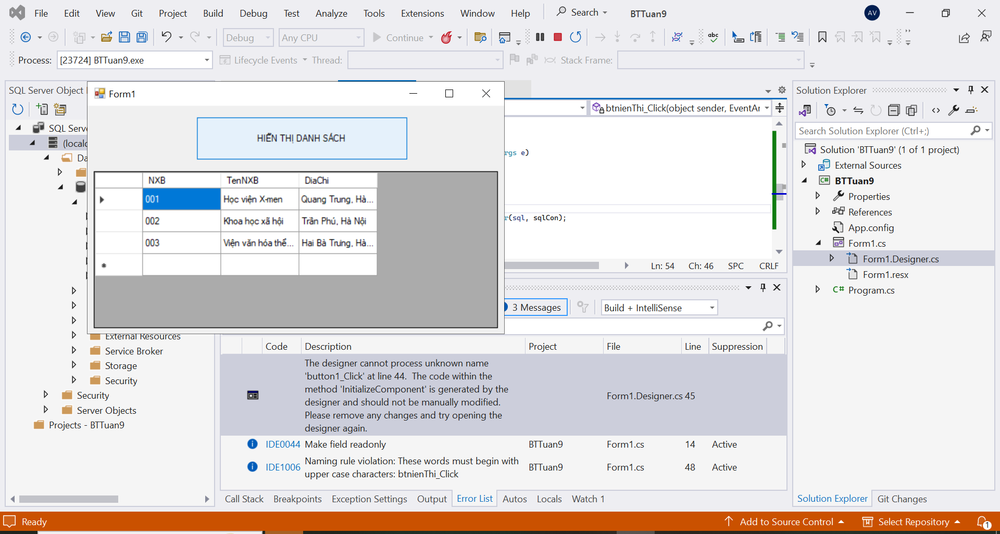 File Edit View Git Project Build Debug Test Analyze Tools Extensions Window Help Search BTTuan9 AV
Debug Any CPU Continue
Process: [23724] BTTuan9.exe Lifecycle Events Thread: Stack Frame:
SQL Server Object
SQL Serv
(locald
Da
External Resources
Service Broker
Storage
Security
Security
Server Objects
Projects - BTTuan9
Form1
HIỂN THỊ DANH SÁCH
NXB TenNXB DiaChi
001 Học viện X-men Quang Trung, Hà...
002 Khoa học xã hội Trần Phú, Hà Nội
003 Viện văn hóa thể... Hai Bà Trưng, Hà...
btnienThi_Click(object sender, EventAr
rgs e)
r(sql, sqlCon);
Ln: 54 Ch: 46 SPC CRLF
3 Messages Build + IntelliSense
Code Description Project File Line Suppression
The designer cannot process unknown name
'button1_Click' at line 44. The code within the
method 'InitializeComponent' is generated by the
designer and should not be manually modified.
Please remove any changes and try opening the
designer again.
Form1.Designer.cs 45
IDE0044 Make field readonly BTTuan9 Form1.cs 14 Active
IDE1006 Naming rule violation: These words must begin with
upper case characters: btnienThi_Click
BTTuan9 Form1.cs 48 Active
Call Stack Breakpoints Exception Settings Output Error List Autos Locals Watch 1
Solution Explorer
Search Solution Explorer (Ctrl+;)
Solution 'BTTuan9' (1 of 1 project)
External Sources
C# BTTuan9
Properties
References
App.config
Form1.cs
Form1.Designer.cs
Form1.resx
C# Program.cs
Solution Explorer Git Changes
Ready Add to Source Control Select Repository 1